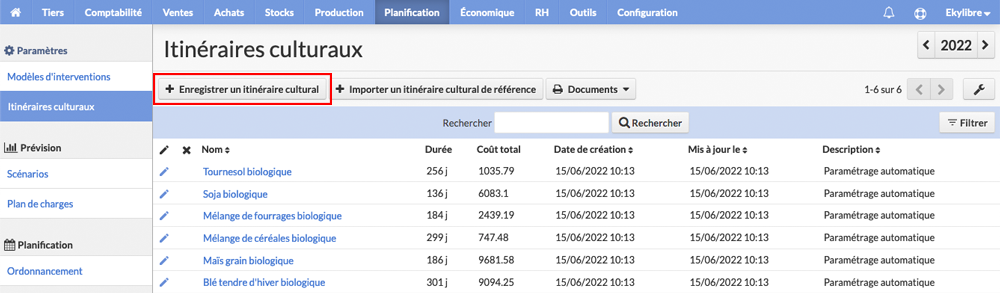 Tiers Comptabilité Ventes Achats Stocks Production Planification Économique RH Outils Configuration Ekylibre
Paramètres
Modèles d'interventions
Itinéraires culturaux
Prévision
Scénarios
Plan de charges
Planification
Ordonnancement
Itinéraires culturaux 2022
Enregistrer un itinéraire cultural Importer un itinéraire cultural de référence Documents 1-6 sur 6
Rechercher Rechercher Filtrer
Nom Durée Coût total Date de création Mis à jour le Description
Tournesol biologique 256 j 1035.79 15/06/2022 10:13 15/06/2022 10:13 Paramétrage automatique
Soja biologique 136 j 6083.1 15/06/2022 10:13 15/06/2022 10:13 Paramétrage automatique
Mélange de fourrages biologique 184 j 2439.19 15/06/2022 10:13 15/06/2022 10:13 Paramétrage automatique
Mélange de céréales biologique 299 j 747.48 15/06/2022 10:13 15/06/2022 10:13 Paramétrage automatique
Maïs grain biologique 186 j 9681.58 15/06/2022 10:13 15/06/2022 10:13 Paramétrage automatique
Blé tendre d'hiver biologique 301 j 9094.25 15/06/2022 10:13 15/06/2022 10:13 Paramétrage automatique